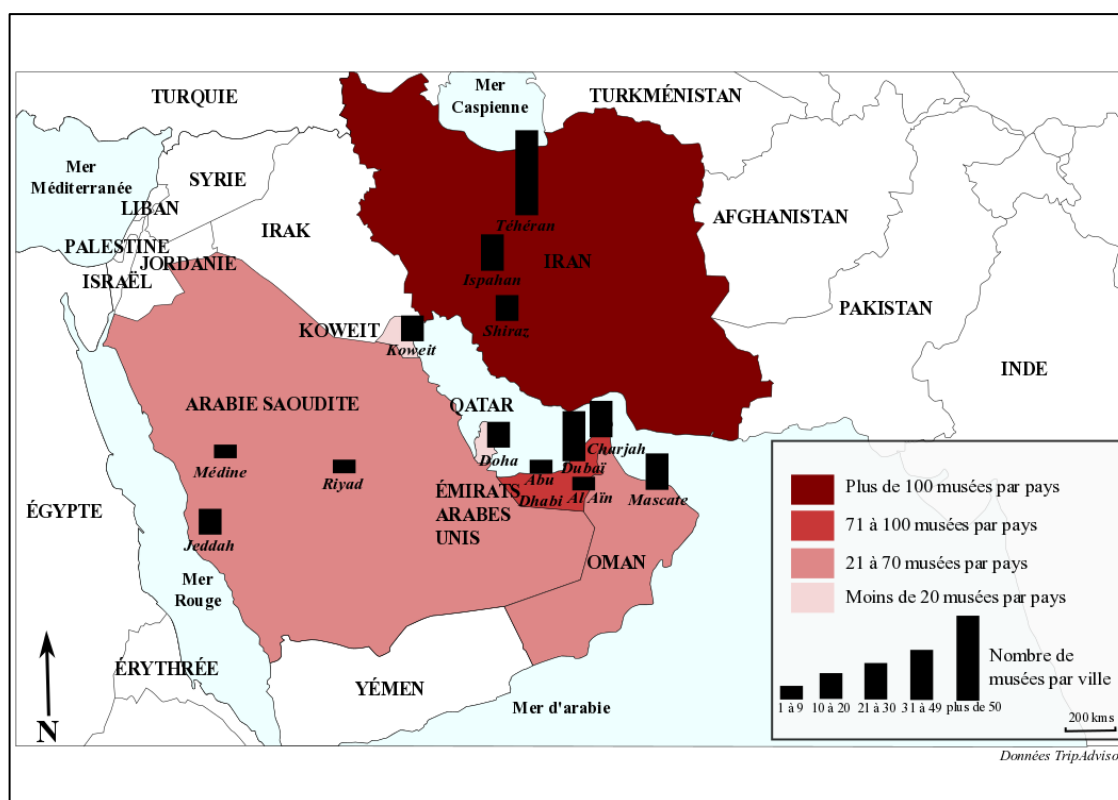 TURQUIE
Mer
Caspienne
TURKMÉNISTAN
Mer
Méditerranée
SYRIE
LIBAN
PALESTINE
ISRAËL
JORDANIE
IRAK
Téhéran
IRAN
Ispahan
Shiraz
AFGHANISTAN
PAKISTAN
INDE
KOWEIT
Koweit
ARABIE SAOUDITE
QATAR
Doha
Médine
Riyad
Jeddah
Charjah
Dubaï
Abu
Dhabi
Al Aïn
Mascate
ÉMIRATS
ARABES
UNIS
OMAN
ÉGYPTE
Mer
Rouge
ÉRYTHRÉE
YÉMEN
Mer d'arabie
N
Plus de 100 musées par pays
71 à 100 musées par pays
21 à 70 musées par pays
Moins de 20 musées par pays
Nombre de
musées par ville
1 à 9
10 à 20
21 à 30
31 à 49
plus de 50
200 kms
Données TripAdviso